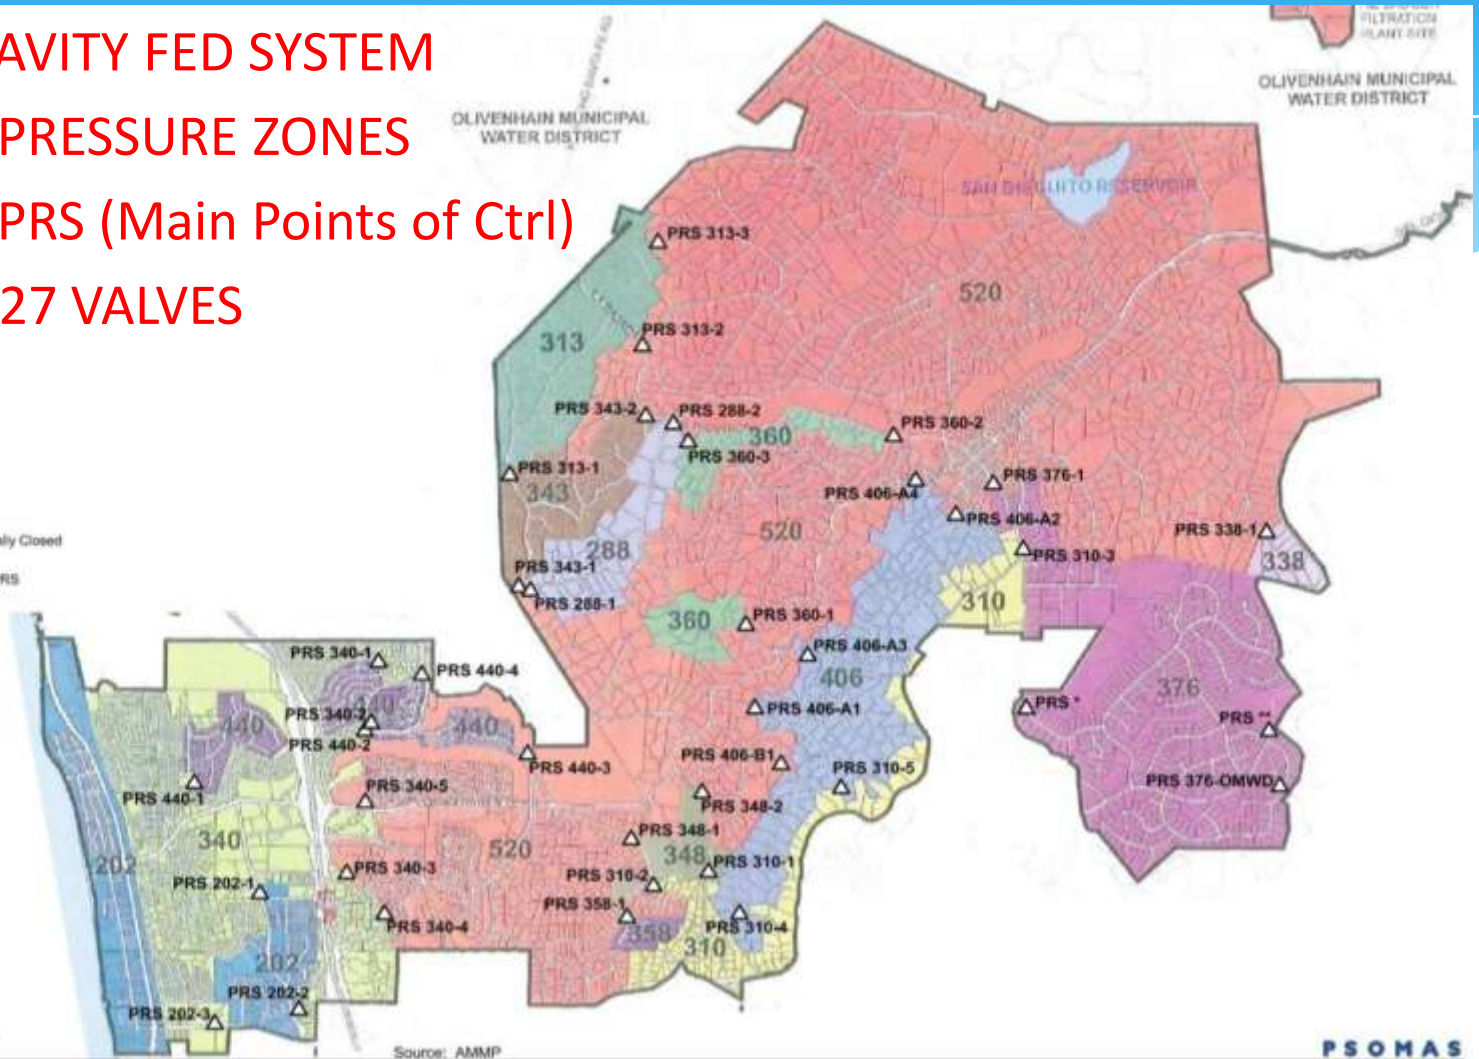 AVITY FED SYSTEM
PRESSURE ZONES
PRS (Main Points of Ctrl)
27 VALVES
FILTRATION
PLANT SITE
OLIVENHAIN MUNICIPAL
WATER DISTRICT
OLIVENHAIN MUNICIPAL
WATER DISTRICT
SAN DIEGUITO RESERVOIR
PRS 313-3
520
PRS 313-2
313
PRS 343-2
PRS 288-2
360
PRS 360-2
PRS 360-3
PRS 313-1
343
PRS 406-A4
PRS 376-1
PRS 406-A2
520
PRS 338-1
lly Closed
288
PRS 310-3
338
PRS 343-1
RS
PRS 288-1
310
360
PRS 360-1
PRS 340-1
PRS 406-A3
PRS 440-4
406
376
PRS *
PRS 340-2
440
440
440
PRS 406-A1
PRS **
PRS 440-2
PRS 440-3
PRS 406-B1
PRS 310-5
PRS 376-OMWD
PRS 340-5
PRS 440-1
PRS 348-2
PRS 348-1
340
520
348
PRS 310-1
202
PRS 340-3
PRS 310-2
PRS 202-1
PRS 358-1
PRS 340-4
PRS 310-4
358
310
202
PRS 202-2
PRS 202-3
Source: AMMP
PSOMAS